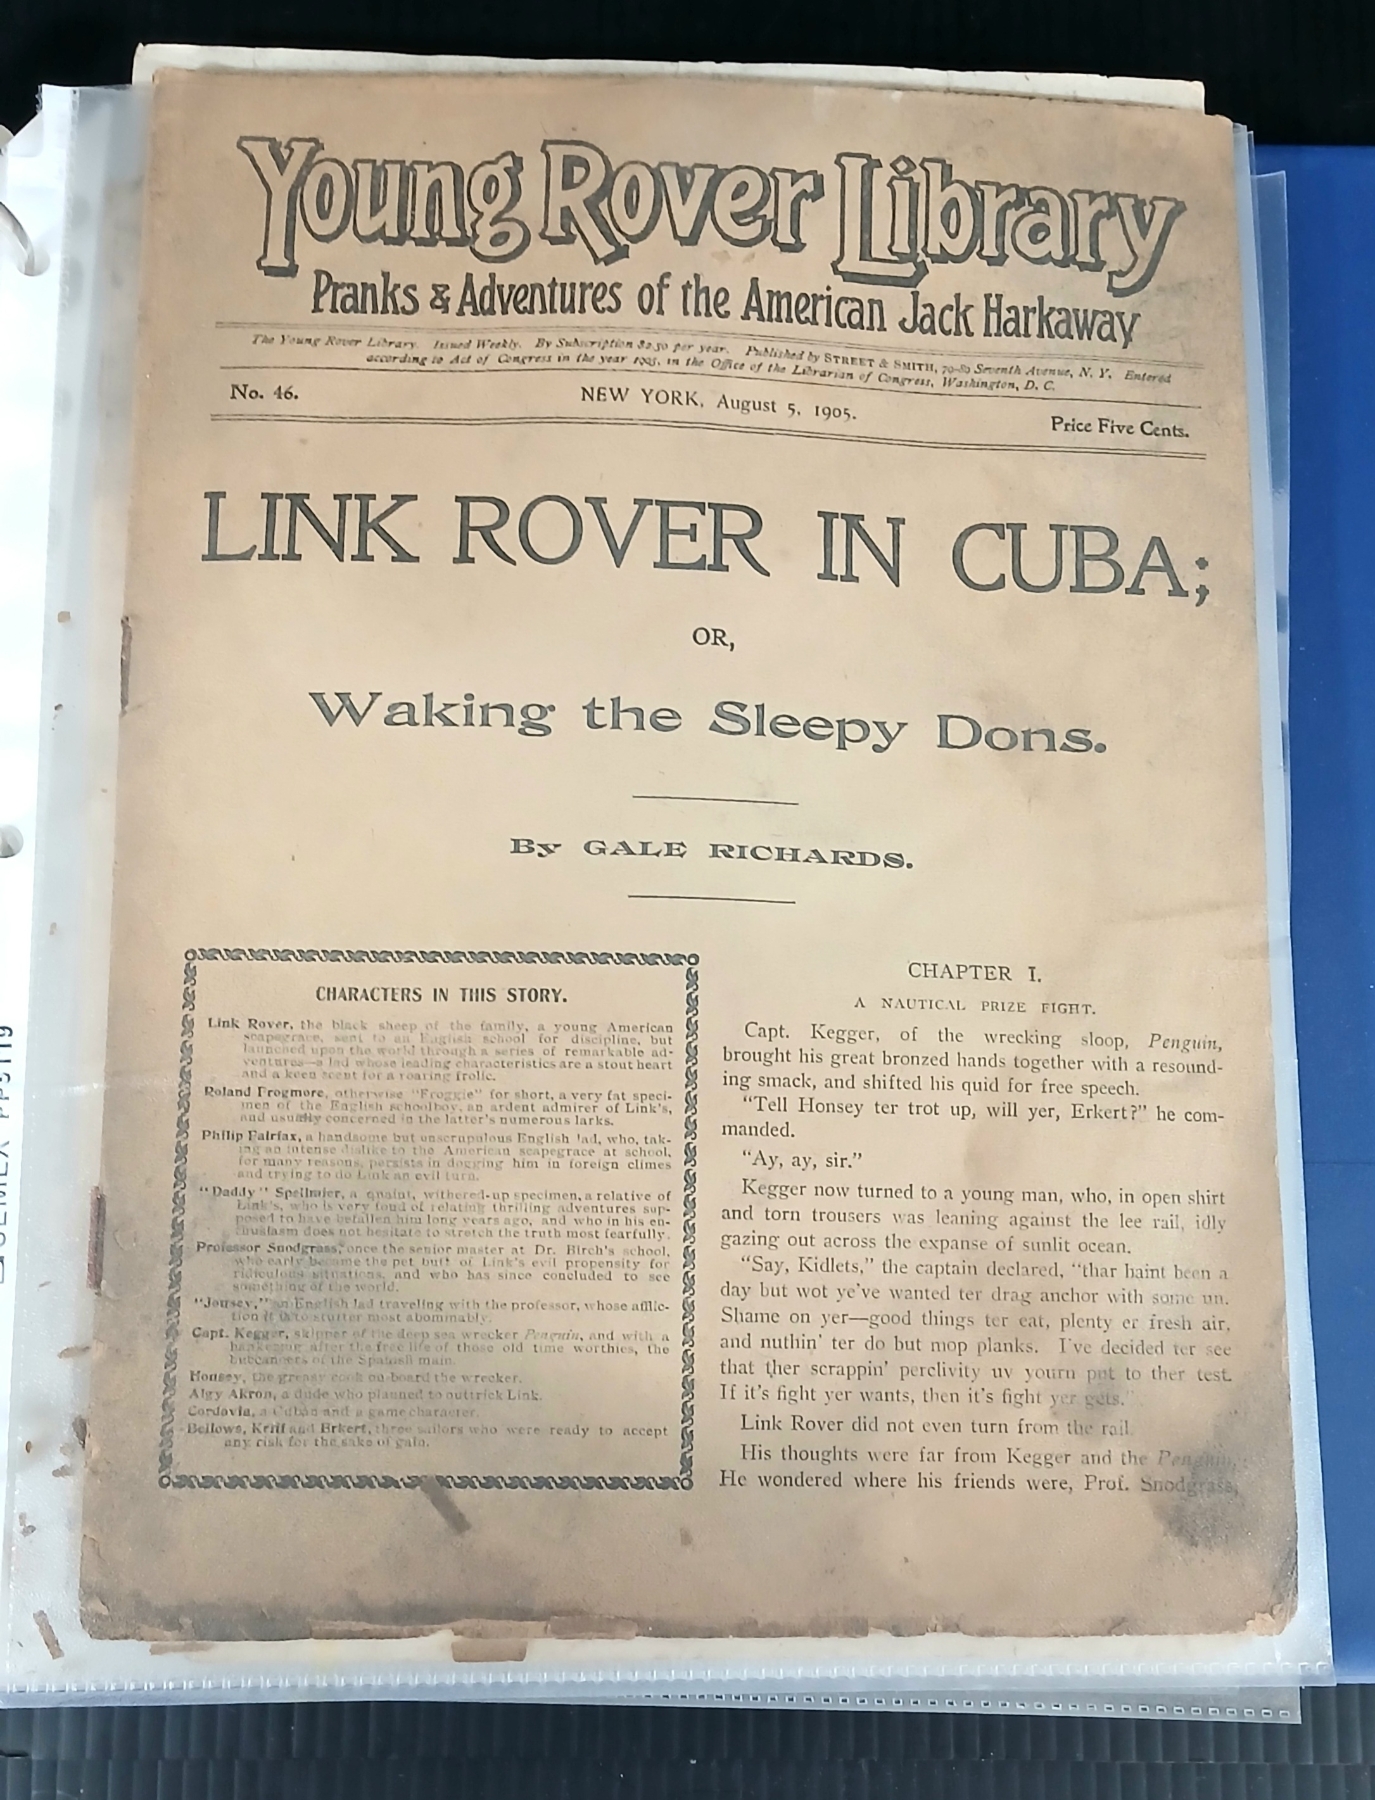 Young Rover Library
Pranks & Adventures of the American Jack Harkaway
The Young Rover Library. Issued Weekly. By Subscription $2.50 per year. Published by STREET & SMITH, 79-89 Seventh Avenue, N. Y. Entered
according to Act of Congress in the year 1905, in the Office of the Librarian of Congress, Washington, D. C.
No. 46.
NEW YORK, August 5, 1905.
Price Five Cents.
LINK ROVER IN CUBA;
OR,
Waking the Sleepy Dons.
By GALE RICHARDS.
CHARACTERS IN THIS STORY.
Link Rover, the black sheep of the family, a young American
scapegrace, sent to an English school for discipline, but
launched upon the world through a series of remarkable ad-
ventures—a lad whose leading characteristics are a stout heart
and a keen scent for a roaring frolic.
Roland Frogmore, otherwise "Froggie" for short, a very fat speci-
men of the English schoolboy, an ardent admirer of Link's,
and usually concerned in the latter's numerous larks.
Philip Fairfax, a handsome but unscrupulous English lad, who, tak-
ing an intense dislike to the American scapegrace at school,
for many reasons, persists in dogging him in foreign climes
and trying to do Link an evil turn.
"Daddy" Spellmier, a quaint, withered-up specimen, a relative of
Link's, who is very fond of relating thrilling adventures sup-
posed to have befallen him long years ago, and who in his en-
thusiasm does not hesitate to stretch the truth most fearfully.
Professor Snodgrass, once the senior master at Dr. Birch's school,
who early became the pet butt of Link's evil propensity for
ridiculous situations, and who has since concluded to see
something of the world.
an English lad traveling with the professor, whose afflic-
tion it is to stutter most abominably.
Capt. Kegger, skipper of the deep sea wrecker Penguin, and with a
hankering after the free life of those old time worthies, the
buccaneers of the Spanish main.
Honsey, the greasy cook on board the wrecker.
Algy Akron, a dude who planned to outtrick Link.
Cordavia, a Cuban and a game character.
Bellows, and Erkert, three sailors who were ready to accept
any risk for the sake of gain.
CHAPTER I.
A NAUTICAL PRIZE FIGHT.
Capt. Kegger, of the wrecking sloop, Penguin,
brought his great bronzed hands together with a resound-
ing smack, and shifted his quid for free speech.
"Tell Honsey ter trot up, will yer, Erkert?" he com-
manded.
"Ay, ay, sir."
Kegger now turned to a young man, who, in open shirt
and torn trousers was leaning against the lee rail, idly
gazing out across the expanse of sunlit ocean.
"Say, Kidlets," the captain declared, "thar haint been a
day but wot ye've wanted ter drag anchor with some un.
Shame on yer—good things ter eat, plenty er fresh air,
and nuthin' ter do but mop planks. I've decided ter see
that ther scrappin' perclivity uv yourn put to ther test.
If it's fight yer wants, then it's fight yer gets."
Link Rover did not even turn from the rail.
His thoughts were far from Kegger and the Penguin.
He wondered where his friends were, Prof. Snodgrass,